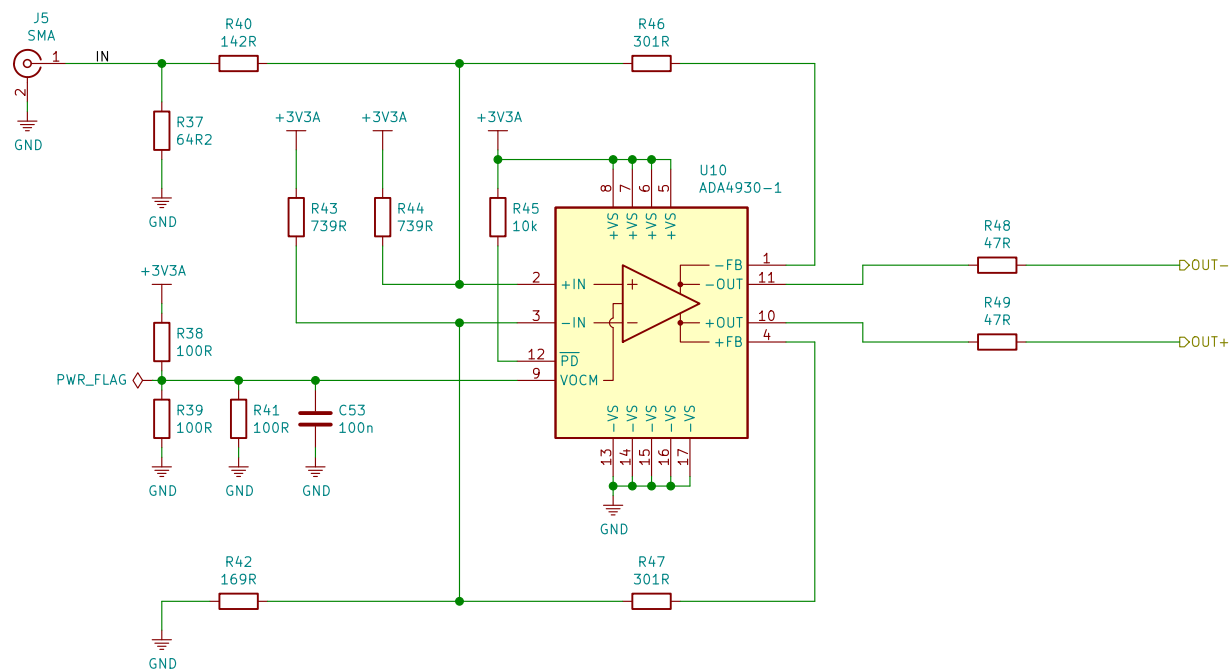 J5
SMA
1
2
GND
IN
R40
142R
R46
301R
R37
64R2
GND
+3V3A
+3V3A
+3V3A
R43
739R
R44
739R
R45
10k
U10
ADA4930-1
8
7
6
5
+VS
+VS
+VS
+VS
2
+IN
3
-IN
12
PD
9
VOCM
-FB
1
-OUT
11
+OUT
10
+FB
4
+
-
-VS
-VS
-VS
-VS
-VS
13
14
15
16
17
GND
R48
47R
OUT-
R49
47R
OUT+
+3V3A
R38
100R
PWR_FLAG
R39
100R
R41
100R
C53
100n
GND
GND
GND
R42
169R
R47
301R
GND